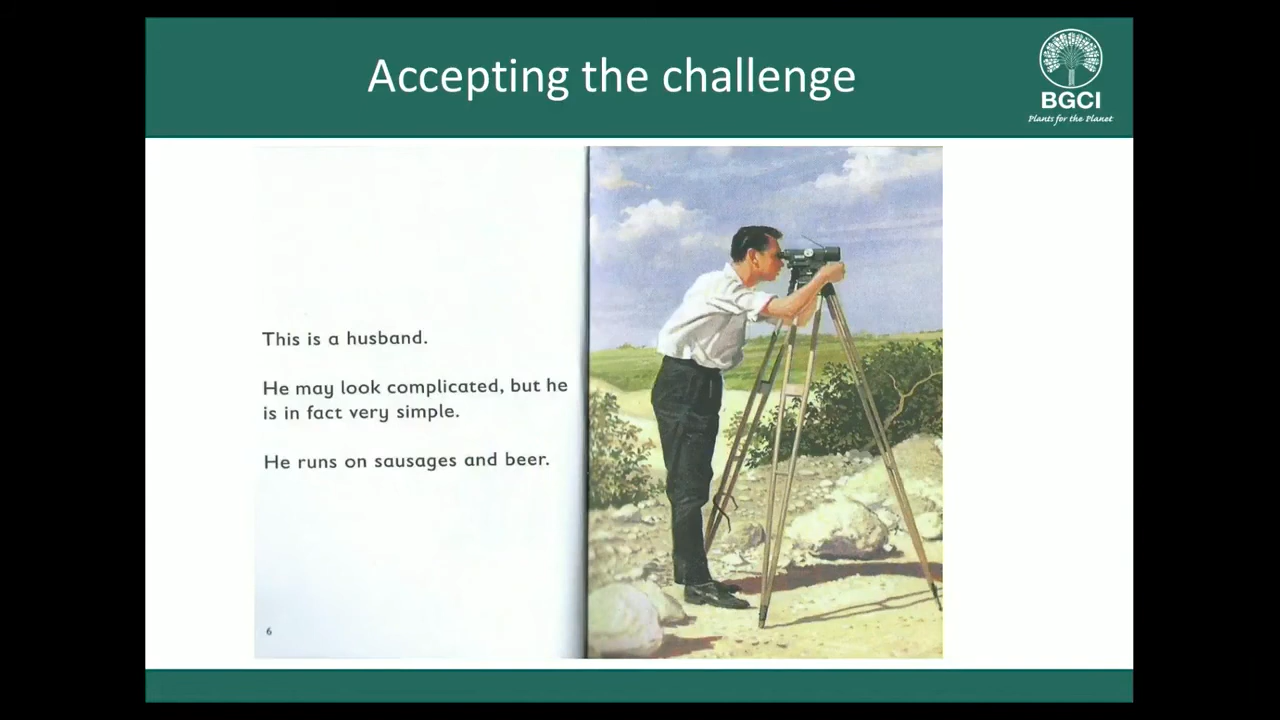 Accepting the challenge
BGCI
Plants for the Planet
This is a husband.
He may look complicated, but he
is in fact very simple.
He runs on sausages and beer.
6